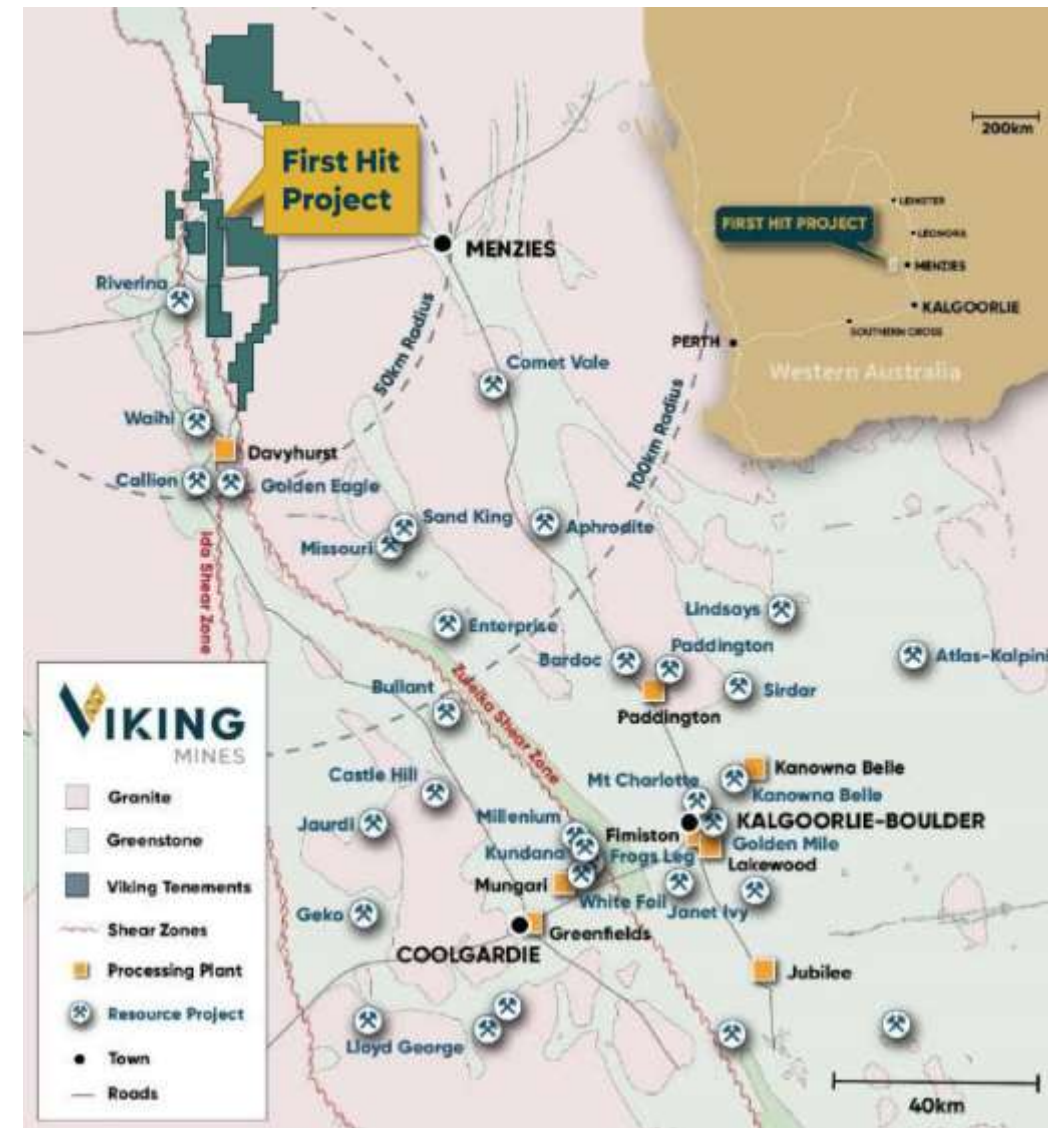 First Hit
Project
200km
LEINSTER
LEONORA
FIRST HIT PROJECT
MENZIES
MENZIES
KALGOORLIE
SOUTHERN CROSS
PERTH
Western Australia
Riverina
50km Radius
Comet Vale
100km Radius
Waihi
Davyhurst
Callion
Golden Eagle
Sand King
Aphrodite
Missouri
Ida Shear Zone
Lindsays
Enterprise
Paddington
Bardoc
Atlas-Kalpini
Sirdar
Bullant
Zuleika Shear Zone
Paddington
VIKING
MINES
Granite
Greenstone
Viking Tenements
Shear Zones
Processing Plant
Resource Project
Town
Roads
Kanowna Belle
Castle Hill
Mt Charlotte
Kanowna Belle
Jaurdi
Millenium
Fimiston
KALGOORLIE-BOULDER
Golden Mile
Kundana
Frogs Leg
Lakewood
Mungari
White Foil
Janet Ivy
Geko
Greenfields
COOLGARDIE
Jubilee
Lloyd George
40km